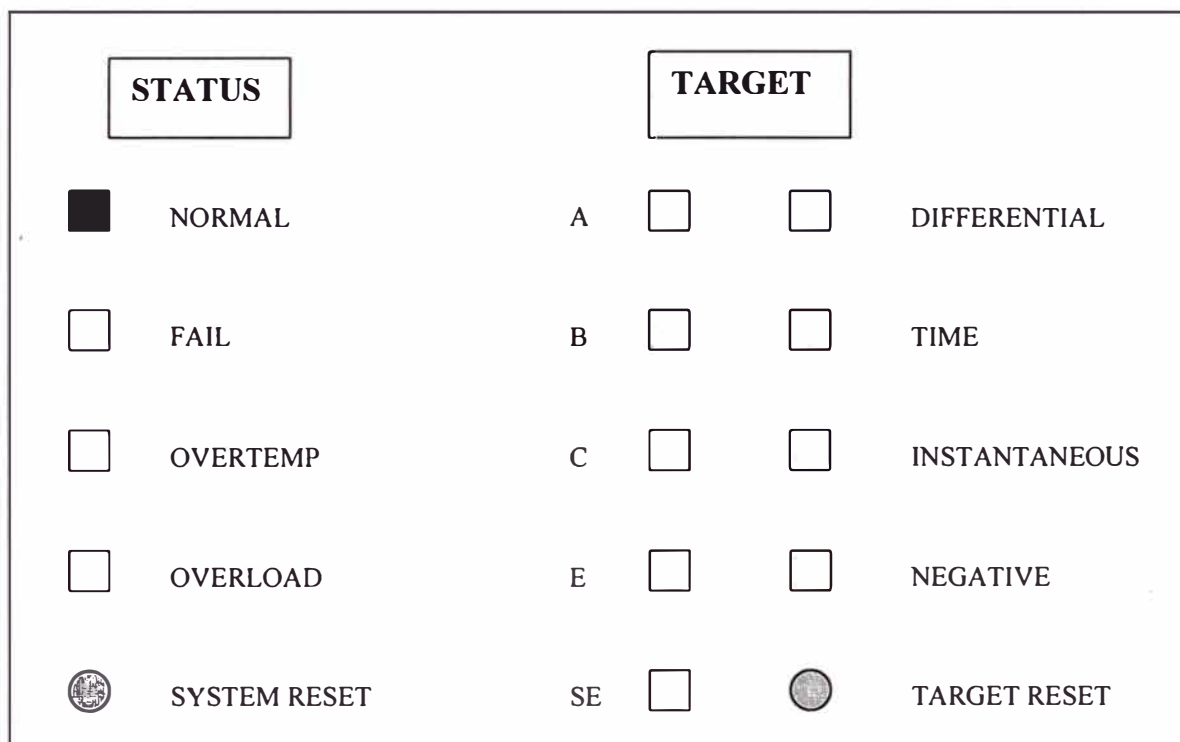 STATUS
TARGET
NORMAL
A
DIFFERENTIAL
FAIL
B
TIME
OVERTEMP
C
INSTANTANEOUS
OVERLOAD
E
NEGATIVE
SYSTEM RESET
SE
TARGET RESET